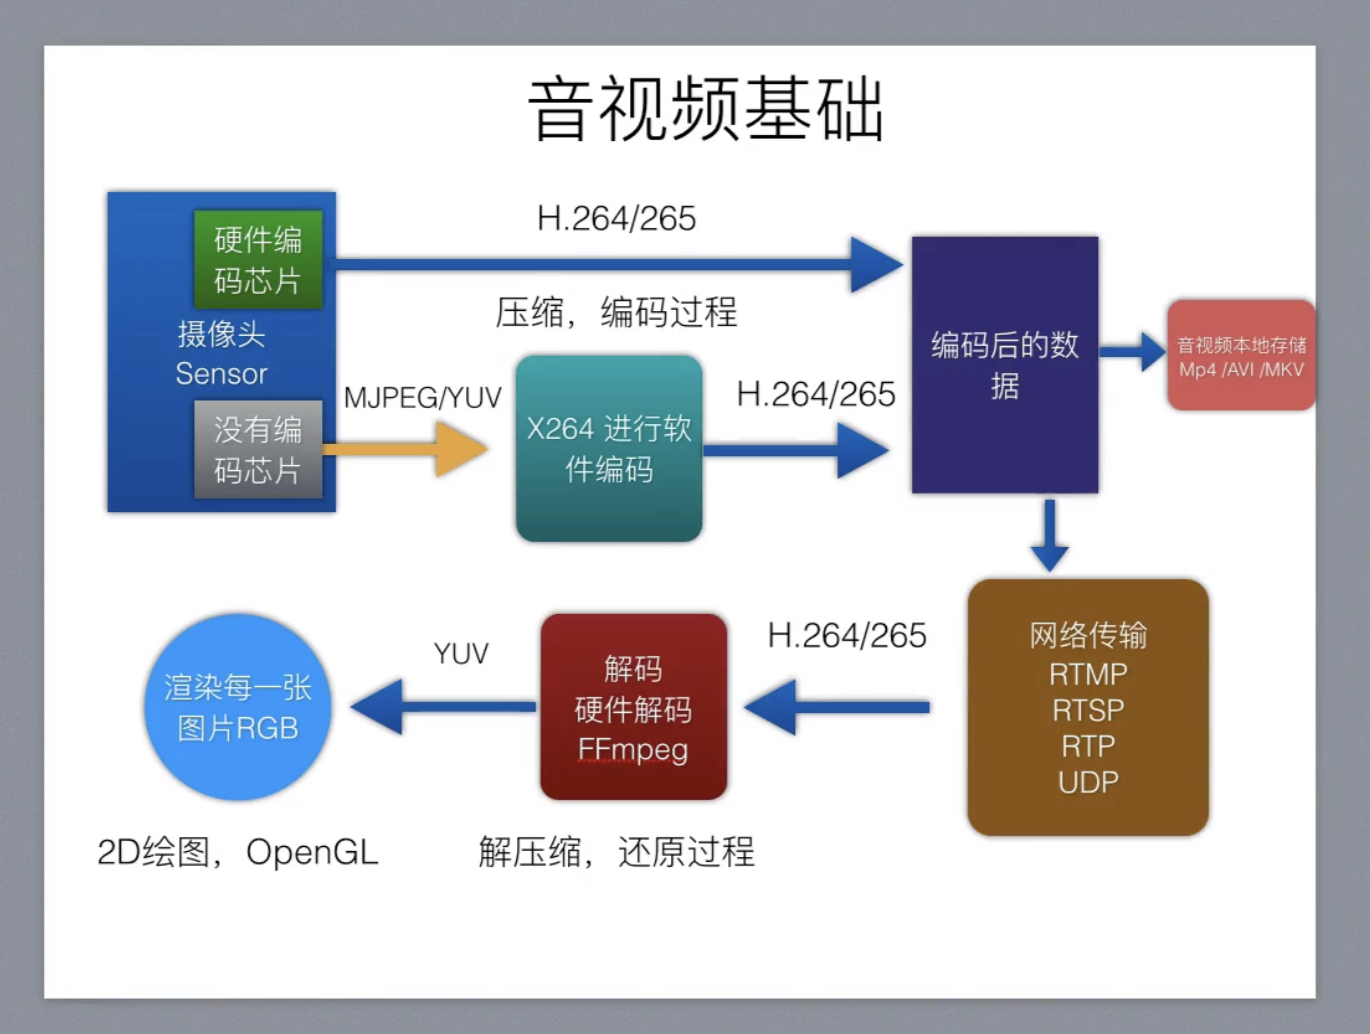 音视频基础
硬件编
码芯片
摄像头
Sensor
没有编
码芯片
H.264/265
压缩，编码过程
MJPEG/YUV
X264 进行软
件编码
H.264/265
编码后的数
据
音视频本地存储
Mp4 /AVI /MKV
网络传输
RTMP
RTSP
RTP
UDP
H.264/265
解码
硬件解码
FFmpeg
解压缩，还原过程
YUV
渲染每一张
图片RGB
2D绘图，OpenGL